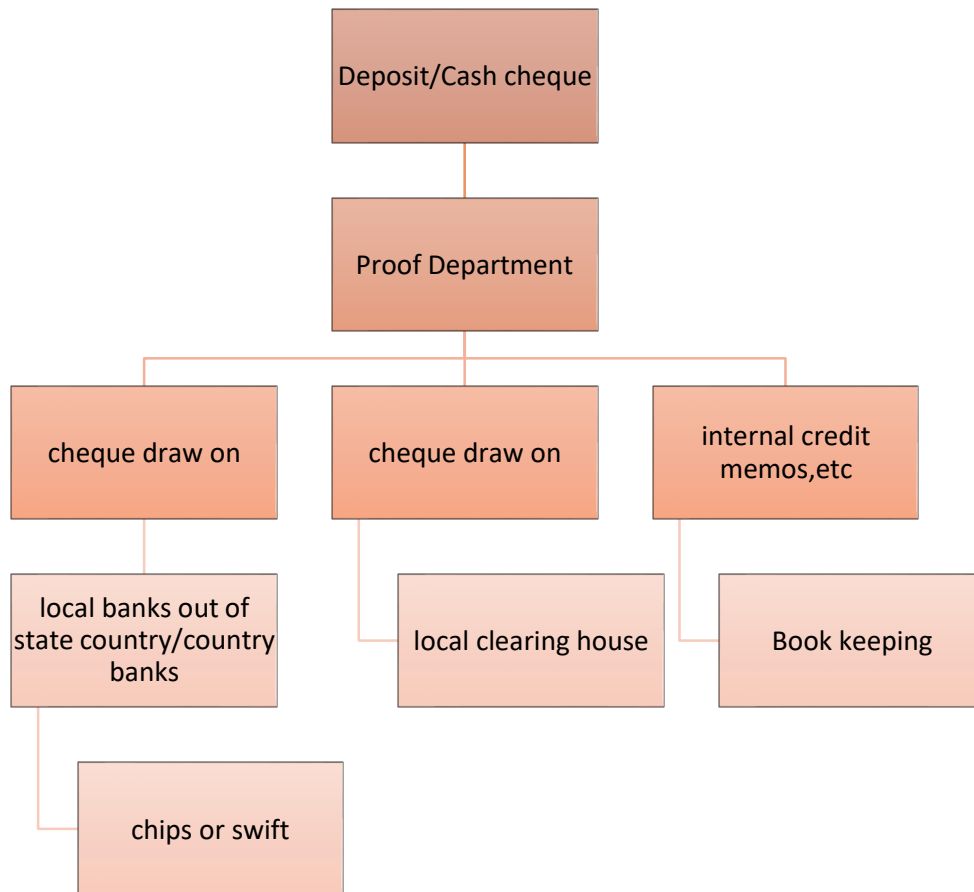 Deposit/Cash cheque
Proof Department
cheque draw on
cheque draw on
internal credit
memos,etc
local banks out of
state country/country
banks
local clearing house
Book keeping
chips or swift